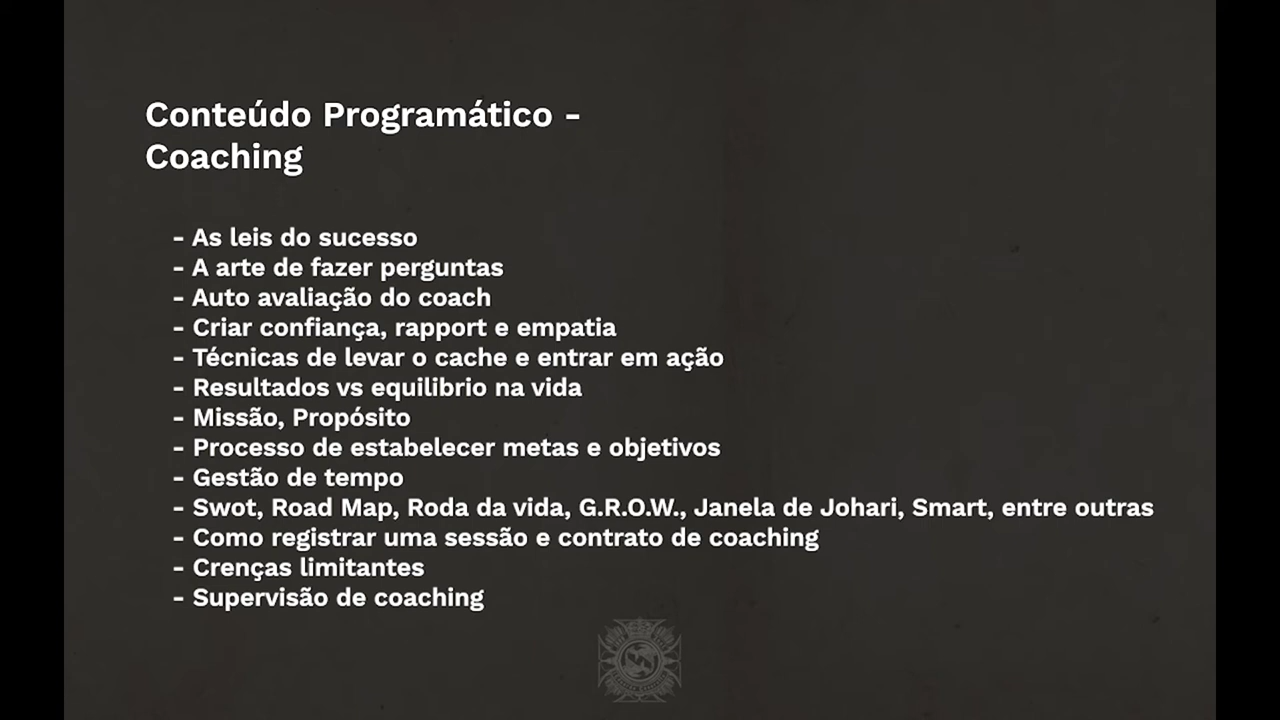 Conteúdo Programático -
Coaching
- As leis do sucesso
- A arte de fazer perguntas
- Auto avaliação do coach
- Criar confiança, rapport e empatia
- Técnicas de levar o cache e entrar em ação
- Resultados vs equilibrio na vida
- Missão, Propósito
- Processo de estabelecer metas e objetivos
- Gestão de tempo
- Swot, Road Map, Roda da vida, G.R.O.W., Janela de Johari, Smart, entre outras
- Como registrar uma sessão e contrato de coaching
- Crenças limitantes
- Supervisão de coaching